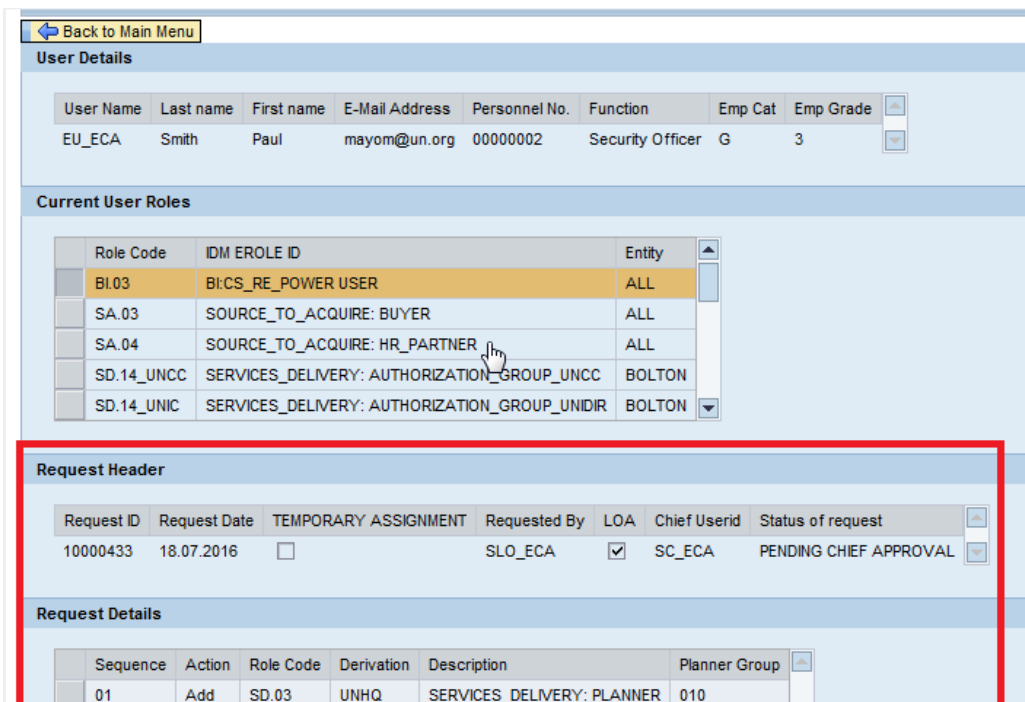 Back to Main Menu
User Details
User Name Last name First name E-Mail Address Personnel No. Function Emp Cat Emp Grade
EU_ECA Smith Paul mayom@un.org 00000002 Security Officer G 3
Current User Roles
Role Code IDM EROLE ID Entity
BI.03 BI:CS_RE_POWER USER ALL
SA.03 SOURCE_TO_ACQUIRE: BUYER ALL
SA.04 SOURCE_TO_ACQUIRE: HR_PARTNER ALL
SD.14_UNCC SERVICES_DELIVERY: AUTHORIZATION_GROUP_UNCC BOLTON
SD.14_UNIC SERVICES_DELIVERY: AUTHORIZATION_GROUP_UNIDIR BOLTON
Request Header
Request ID Request Date TEMPORARY ASSIGNMENT Requested By LOA Chief Userid Status of request
10000433 18.07.2016 SLO_ECA SC_ECA PENDING CHIEF APPROVAL
Request Details
Sequence Action Role Code Derivation Description Planner Group
01 Add SD.03 UNHQ SERVICES_DELIVERY: PLANNER 010